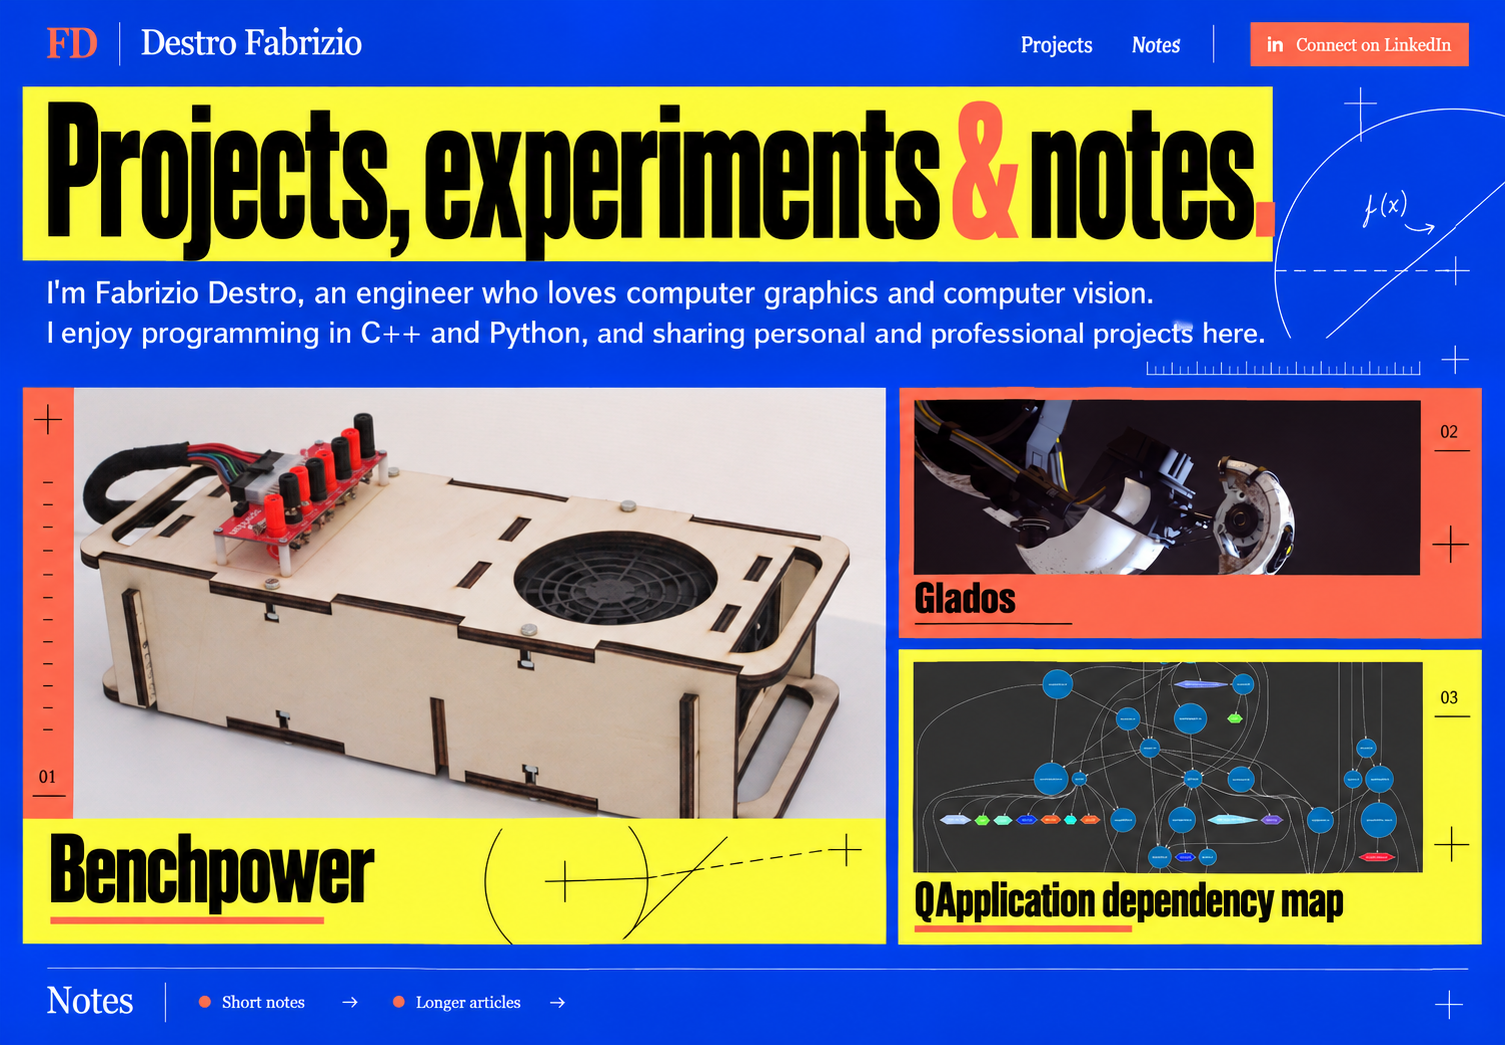 FD
Destro Fabrizio
Projects
Notes
in Connect on LinkedIn
Projects, experiments & notes.
f(x)
I'm Fabrizio Destro, an engineer who loves computer graphics and computer vision.
I enjoy programming in C++ and Python, and sharing personal and professional projects here.
01
Benchpower
02
Glados
03
QApplication dependency map
Notes
Short notes →
Longer articles →